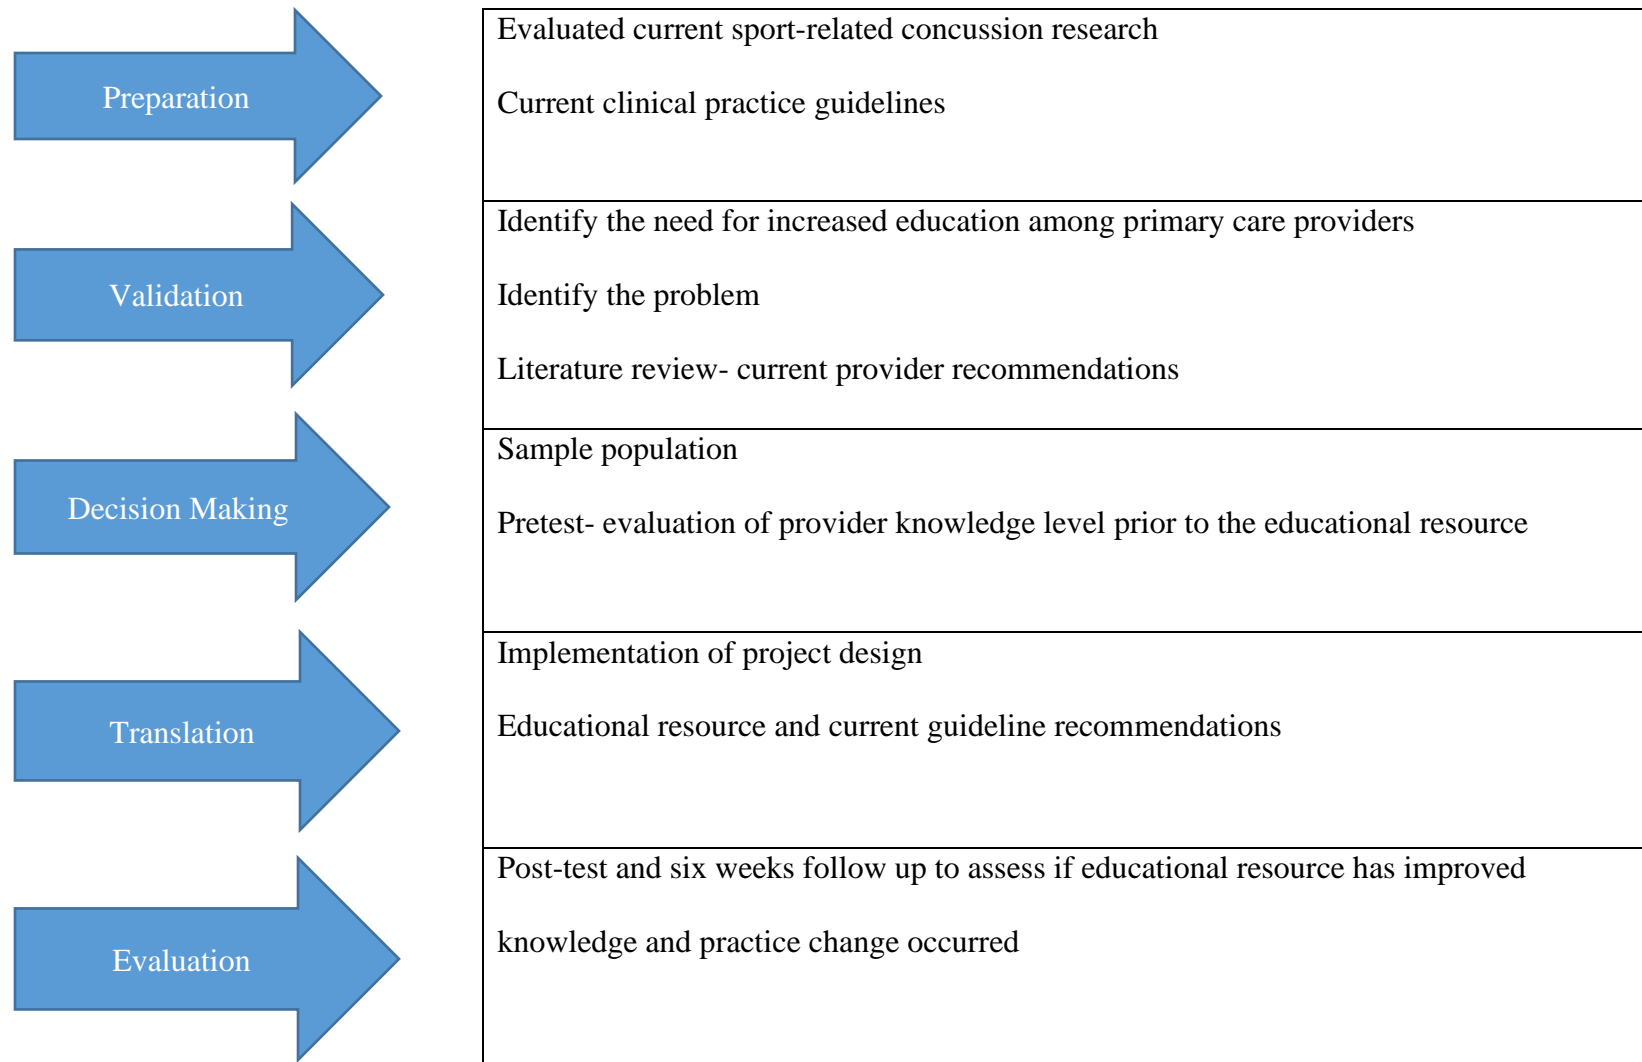 Preparation
Evaluated current sport-related concussion research
Current clinical practice guidelines
Validation
Identify the need for increased education among primary care providers
Identify the problem
Literature review- current provider recommendations
Decision Making
Sample population
Pretest- evaluation of provider knowledge level prior to the educational resource
Translation
Implementation of project design
Educational resource and current guideline recommendations
Evaluation
Post-test and six weeks follow up to assess if educational resource has improved
knowledge and practice change occurred